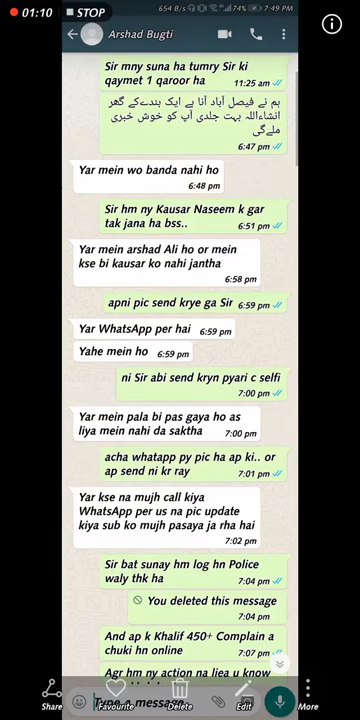 01:10 STOP
654 B/s 74% 7:49 PM
Arshad Bugti
Sir mny suna ha tumry Sir ki
qaymet 1 qaroor ha
11:25 am
ہم نے فیصل آباد آنا ہے ایک بندے کے گھر
انشاءاللہ بہت جلدی آپ کو خوش خبری
ملے گی
6:47 pm
Yar mein wo banda nahi ho
6:48 pm
Sir hm ny Kausar Naseem k gar
tak jana ha bss..
6:51 pm
Yar mein arshad Ali ho or mein
kse bi kausar ko nahi jantha
6:58 pm
apni pic send krye ga Sir 6:59 pm
Yar WhatsApp per hai 6:59 pm
Yahe mein ho 6:59 pm
ni Sir abi send kryn pyari c selfi
7:00 pm
Yar mein pala bi pas gaya ho as
liya mein nahi da saktha
7:00 pm
acha whatapp py pic ha ap ki.. or
ap send ni kr ray
7:01 pm
Yar kse na mujh call kiya
WhatsApp per us na pic update
kiya sub ko mujh pasaya ja rha hai
7:02 pm
Sir bat sunay hm log hn Police
waly thk ha
7:04 pm
You deleted this message
7:04 pm
And ap k Khalif 450+ Complain a
chuki hn online
7:07 pm
Agr hm ny action na liea u know
Type a message
Share Favourite Delete Edit More